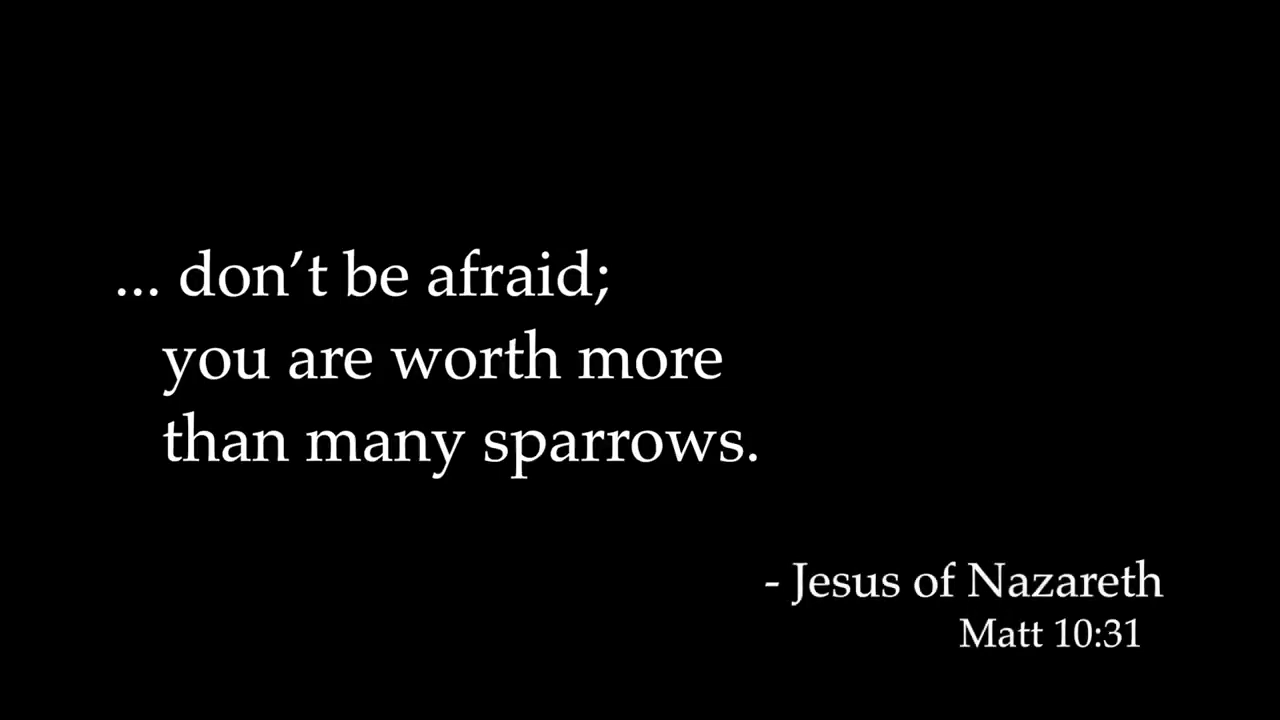 ... don’t be afraid;
you are worth more
than many sparrows.
- Jesus of Nazareth
Matt 10:31